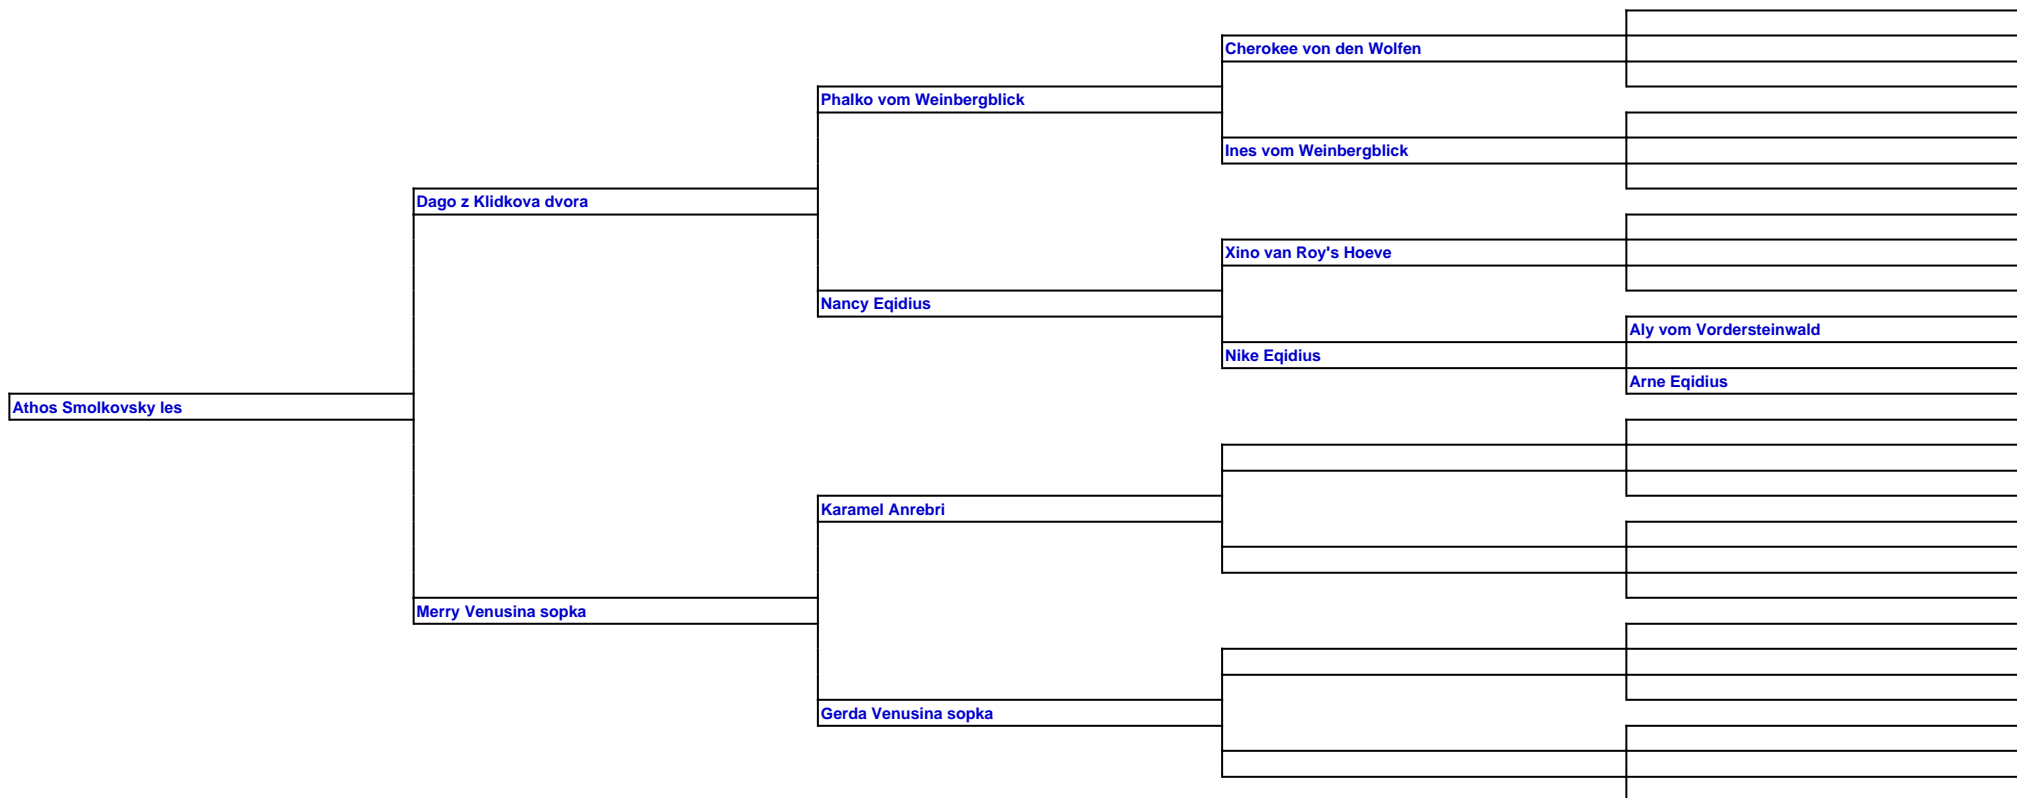 Cherokee von den Wolfen
Phalko vom Weinbergblick
Ines vom Weinbergblick
Dago z Klidkova dvora
Xino van Roy's Hoeve
Nancy Eqidius
Aly vom Vordersteinwald
Nike Eqidius
Arne Eqidius
Athos Smolkovsky les
Karamel Anrebri
Merry Venusina sopka
Gerda Venusina sopka